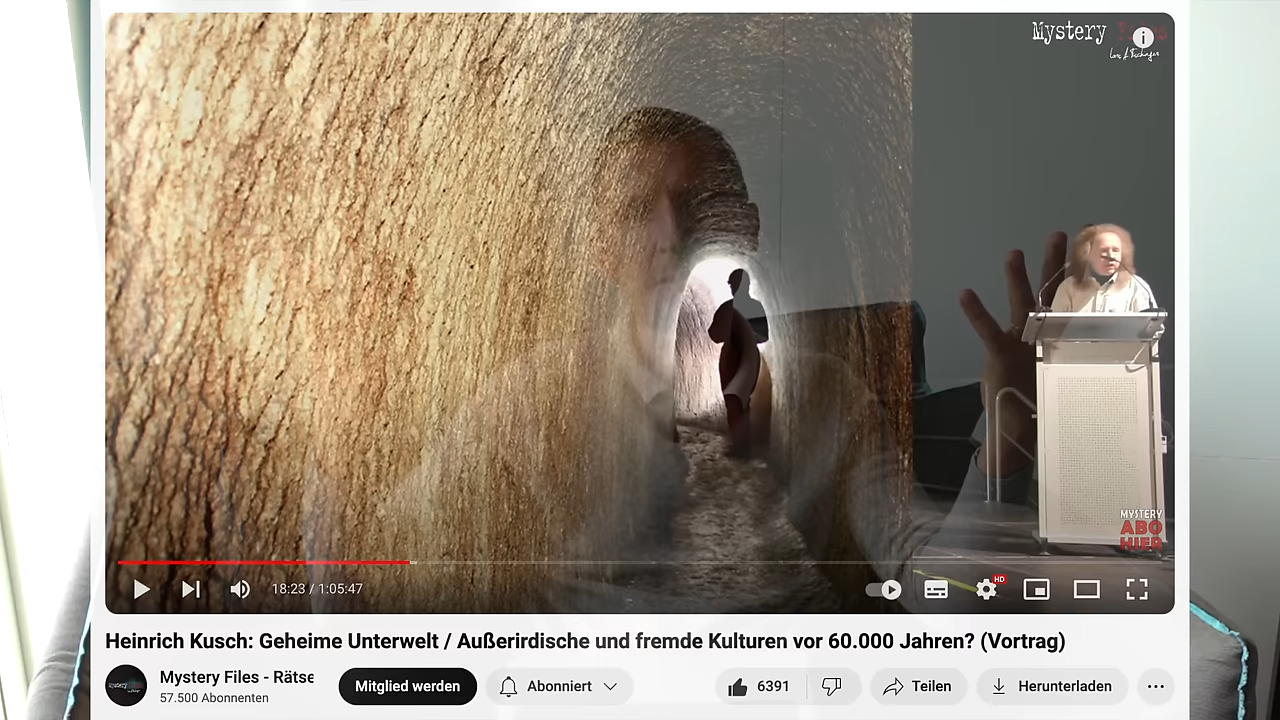 Mystery
MYSTERY
ABO
HIER
18:23 / 1:05:47
HD
Heinrich Kusch: Geheime Unterwelt / Außerirdische und fremde Kulturen vor 60.000 Jahren? (Vortrag)
Mystery Files - Rätse
57.500 Abonnenten
Mitglied werden
Abonniert
6391
Teilen
Herunterladen